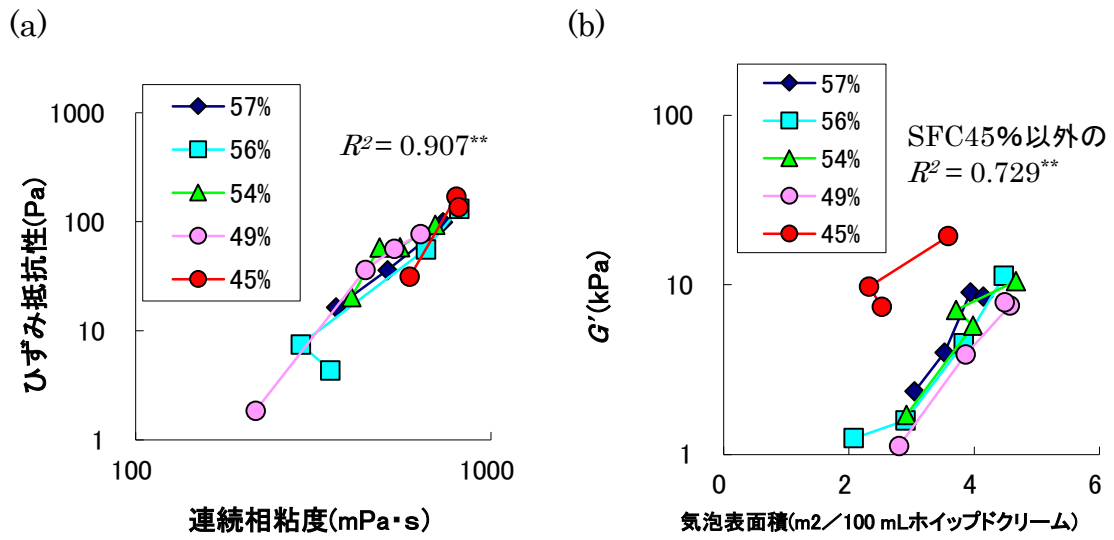 (a)
ひずみ抵抗性(Pa)
1000
100
10
1
57%
56%
54%
49%
45%
R² = 0.907**
100
1000
連続相粘度(mPa・s)
(b)
G′(kPa)
100
10
1
57%
56%
54%
49%
45%
SFC45%以外の
R² = 0.729**
0
2
4
6
気泡表面積(m2/100 mLホイップドクリーム)